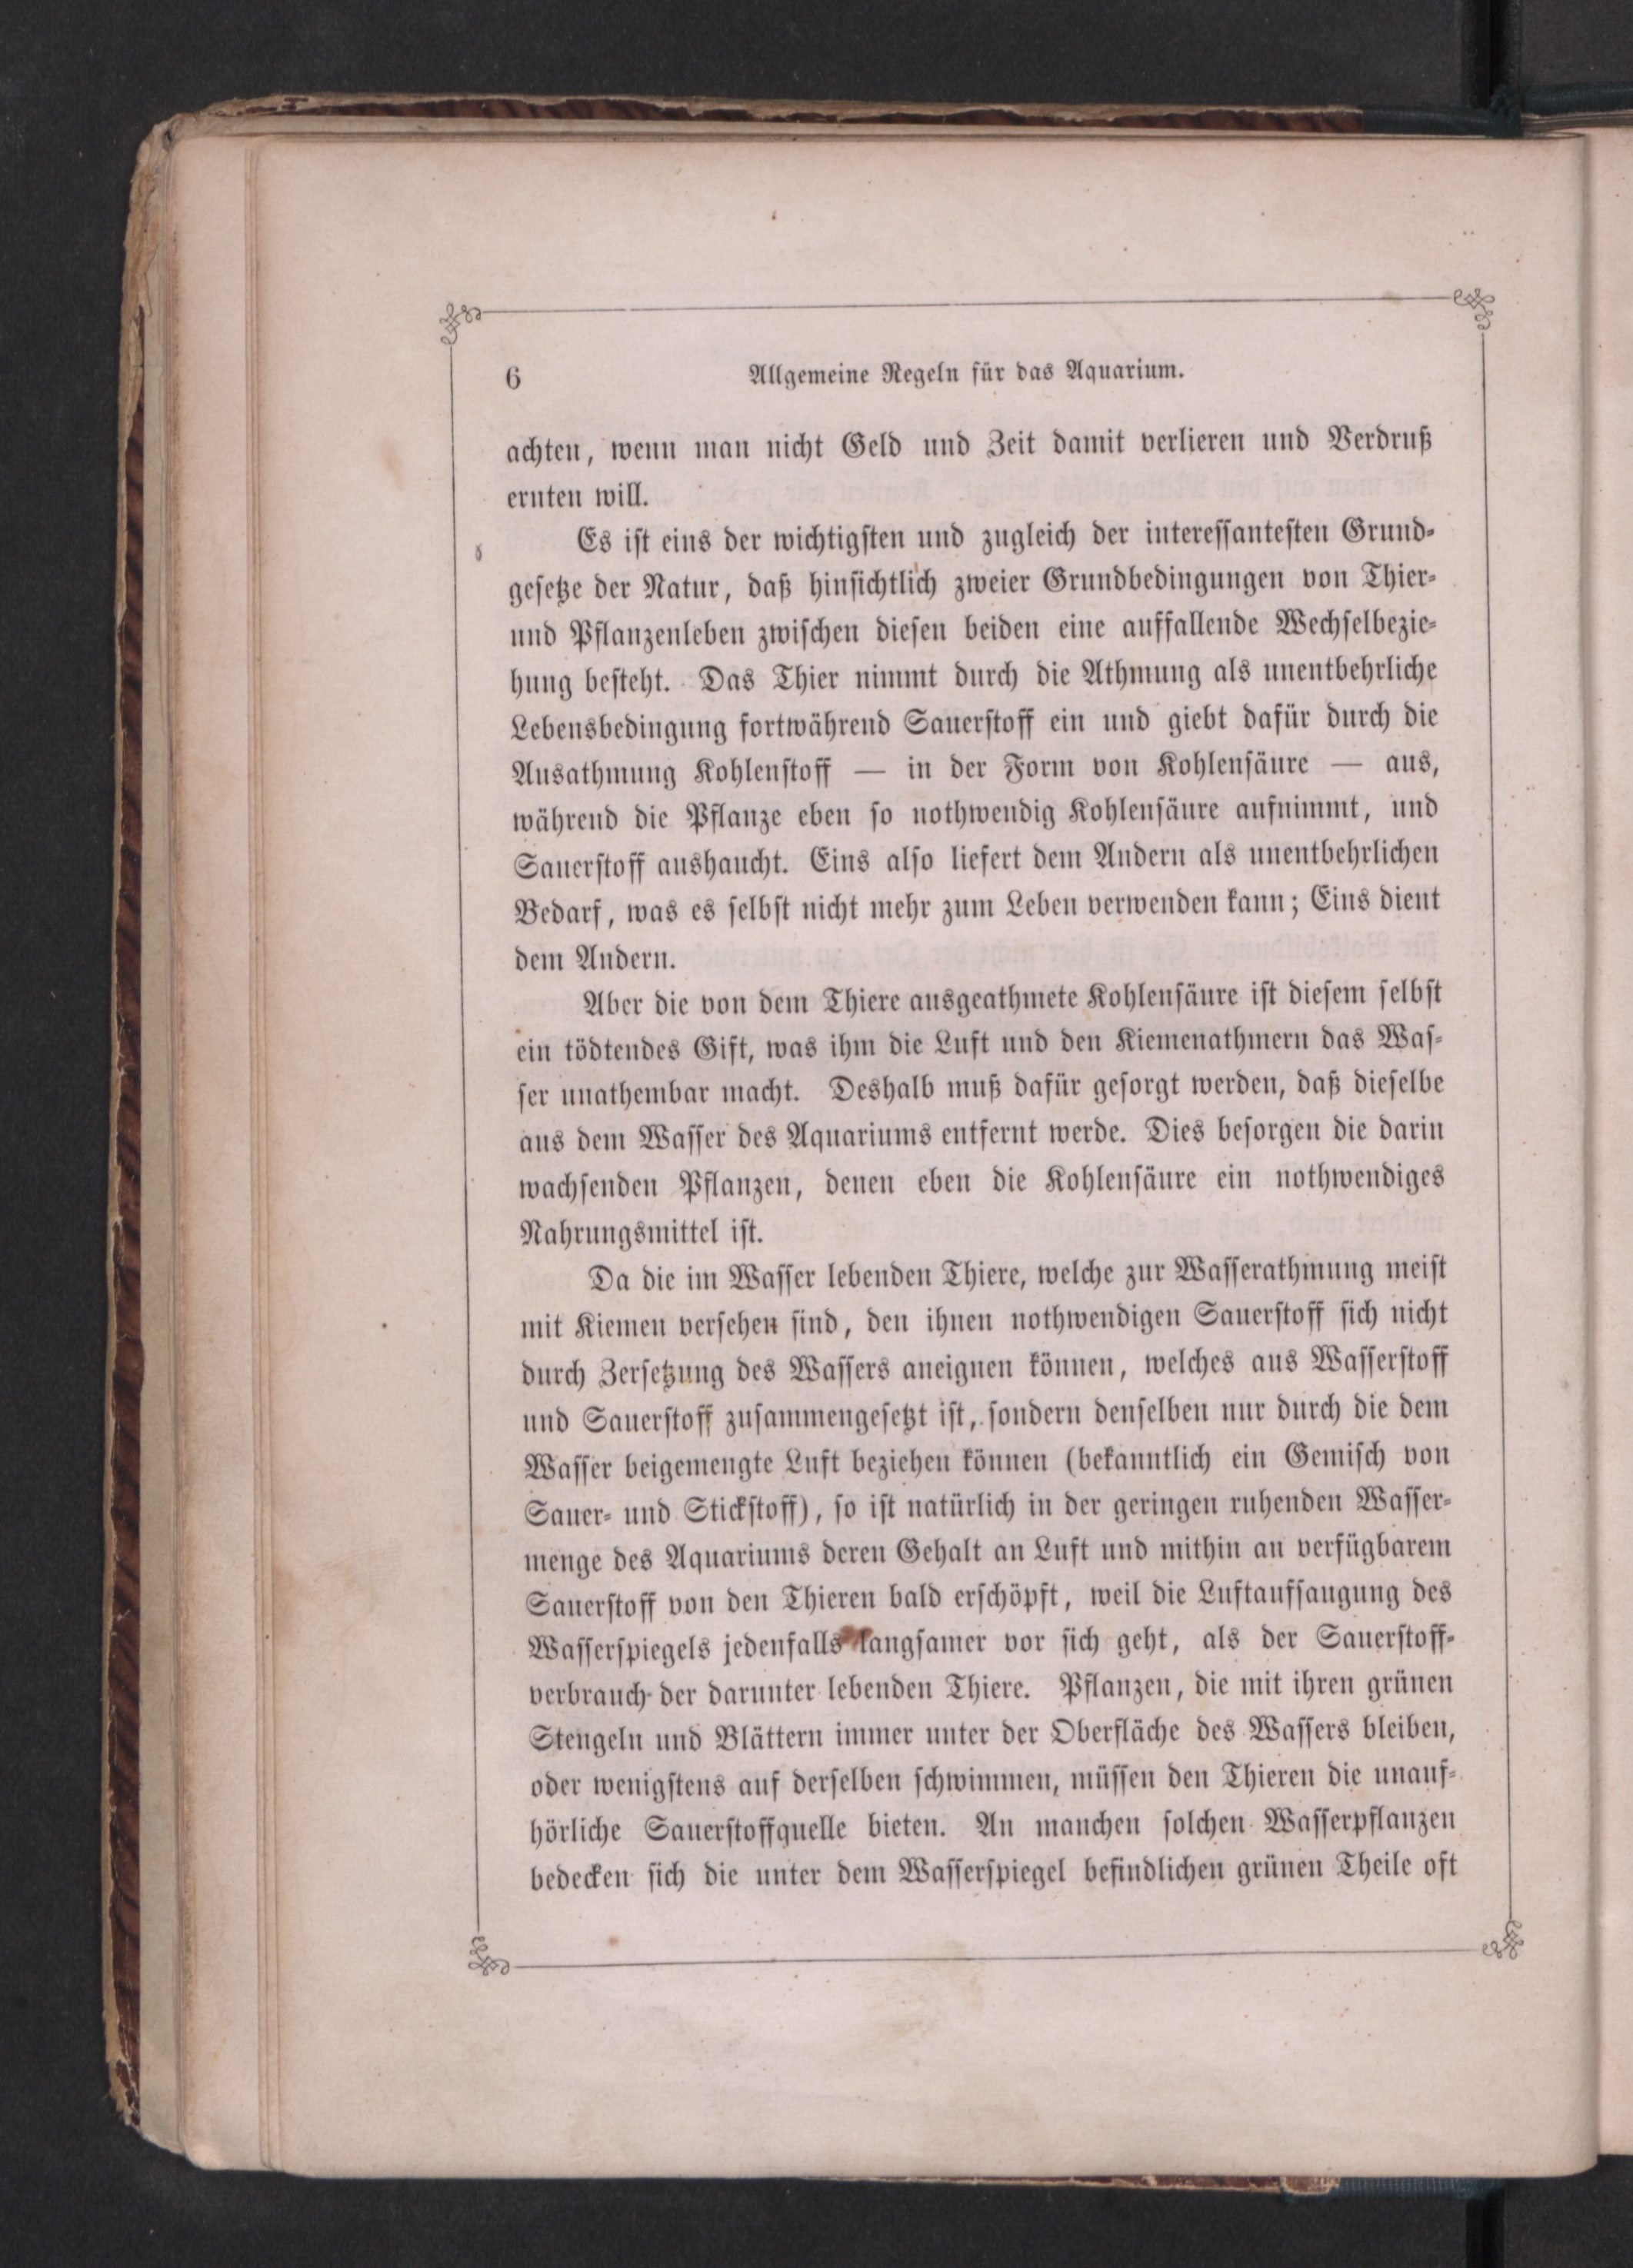 6 Allgemeine Regeln für das Aquarium.
achten, wenn man nicht Geld und Zeit damit verlieren und Verdruß
ernten will.
Es ist eins der wichtigsten und zugleich der interessantesten Grund-
gesetze der Natur, daß hinsichtlich zweier Grundbedingungen von Thier-
und Pflanzenleben zwischen diesen beiden eine auffallende Wechselbezie-
hung besteht. Das Thier nimmt durch die Athmung als unentbehrliche
Lebensbedingung fortwährend Sauerstoff ein und giebt dafür durch die
Ausathmung Kohlenstoff — in der Form von Kohlensäure — aus,
während die Pflanze eben so nothwendig Kohlensäure aufnimmt, und
Sauerstoff aushaucht. Eins also liefert dem Andern als unentbehrlichen
Bedarf, was es selbst nicht mehr zum Leben verwenden kann; Eins dient
dem Andern.
Aber die von dem Thiere ausgeathmete Kohlensäure ist diesem selbst
ein tödtendes Gift, was ihm die Luft und den Kiemenathmern das Was-
ser unathembar macht. Deshalb muß dafür gesorgt werden, daß dieselbe
aus dem Wasser des Aquariums entfernt werde. Dies besorgen die darin
wachsenden Pflanzen, denen eben die Kohlensäure ein nothwendiges
Nahrungsmittel ist.
Da die im Wasser lebenden Thiere, welche zur Wasserathmung meist
mit Kiemen versehen sind, den ihnen nothwendigen Sauerstoff sich nicht
durch Zersetzung des Wassers aneignen können, welches aus Wasserstoff
und Sauerstoff zusammengesetzt ist, sondern denselben nur durch die dem
Wasser beigemengte Luft beziehen können (bekanntlich ein Gemisch von
Sauer- und Stickstoff), so ist natürlich in der geringen ruhenden Wasser-
menge des Aquariums deren Gehalt an Luft und mithin an verfügbarem
Sauerstoff von den Thieren bald erschöpft, weil die Luftaufsaugung des
Wasserspiegels jedenfalls langsamer vor sich geht, als der Sauerstoff-
verbrauch der darunter lebenden Thiere. Pflanzen, die mit ihren grünen
Stengeln und Blättern immer unter der Oberfläche des Wassers bleiben,
oder wenigstens auf derselben schwimmen, müssen den Thieren die unauf-
hörliche Sauerstoffquelle bieten. An manchen solchen Wasserpflanzen
bedecken sich die unter dem Wasserspiegel befindlichen grünen Theile oft